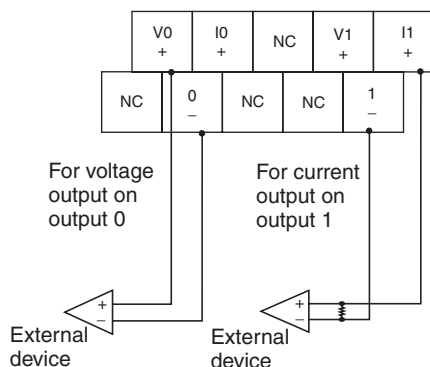 V0 I0 NC V1 I1
+ + + +
NC 0 NC NC 1
– –
For voltage
output on
output 0
For current
output on
output 1
+
–
+
–
External
device
External
device